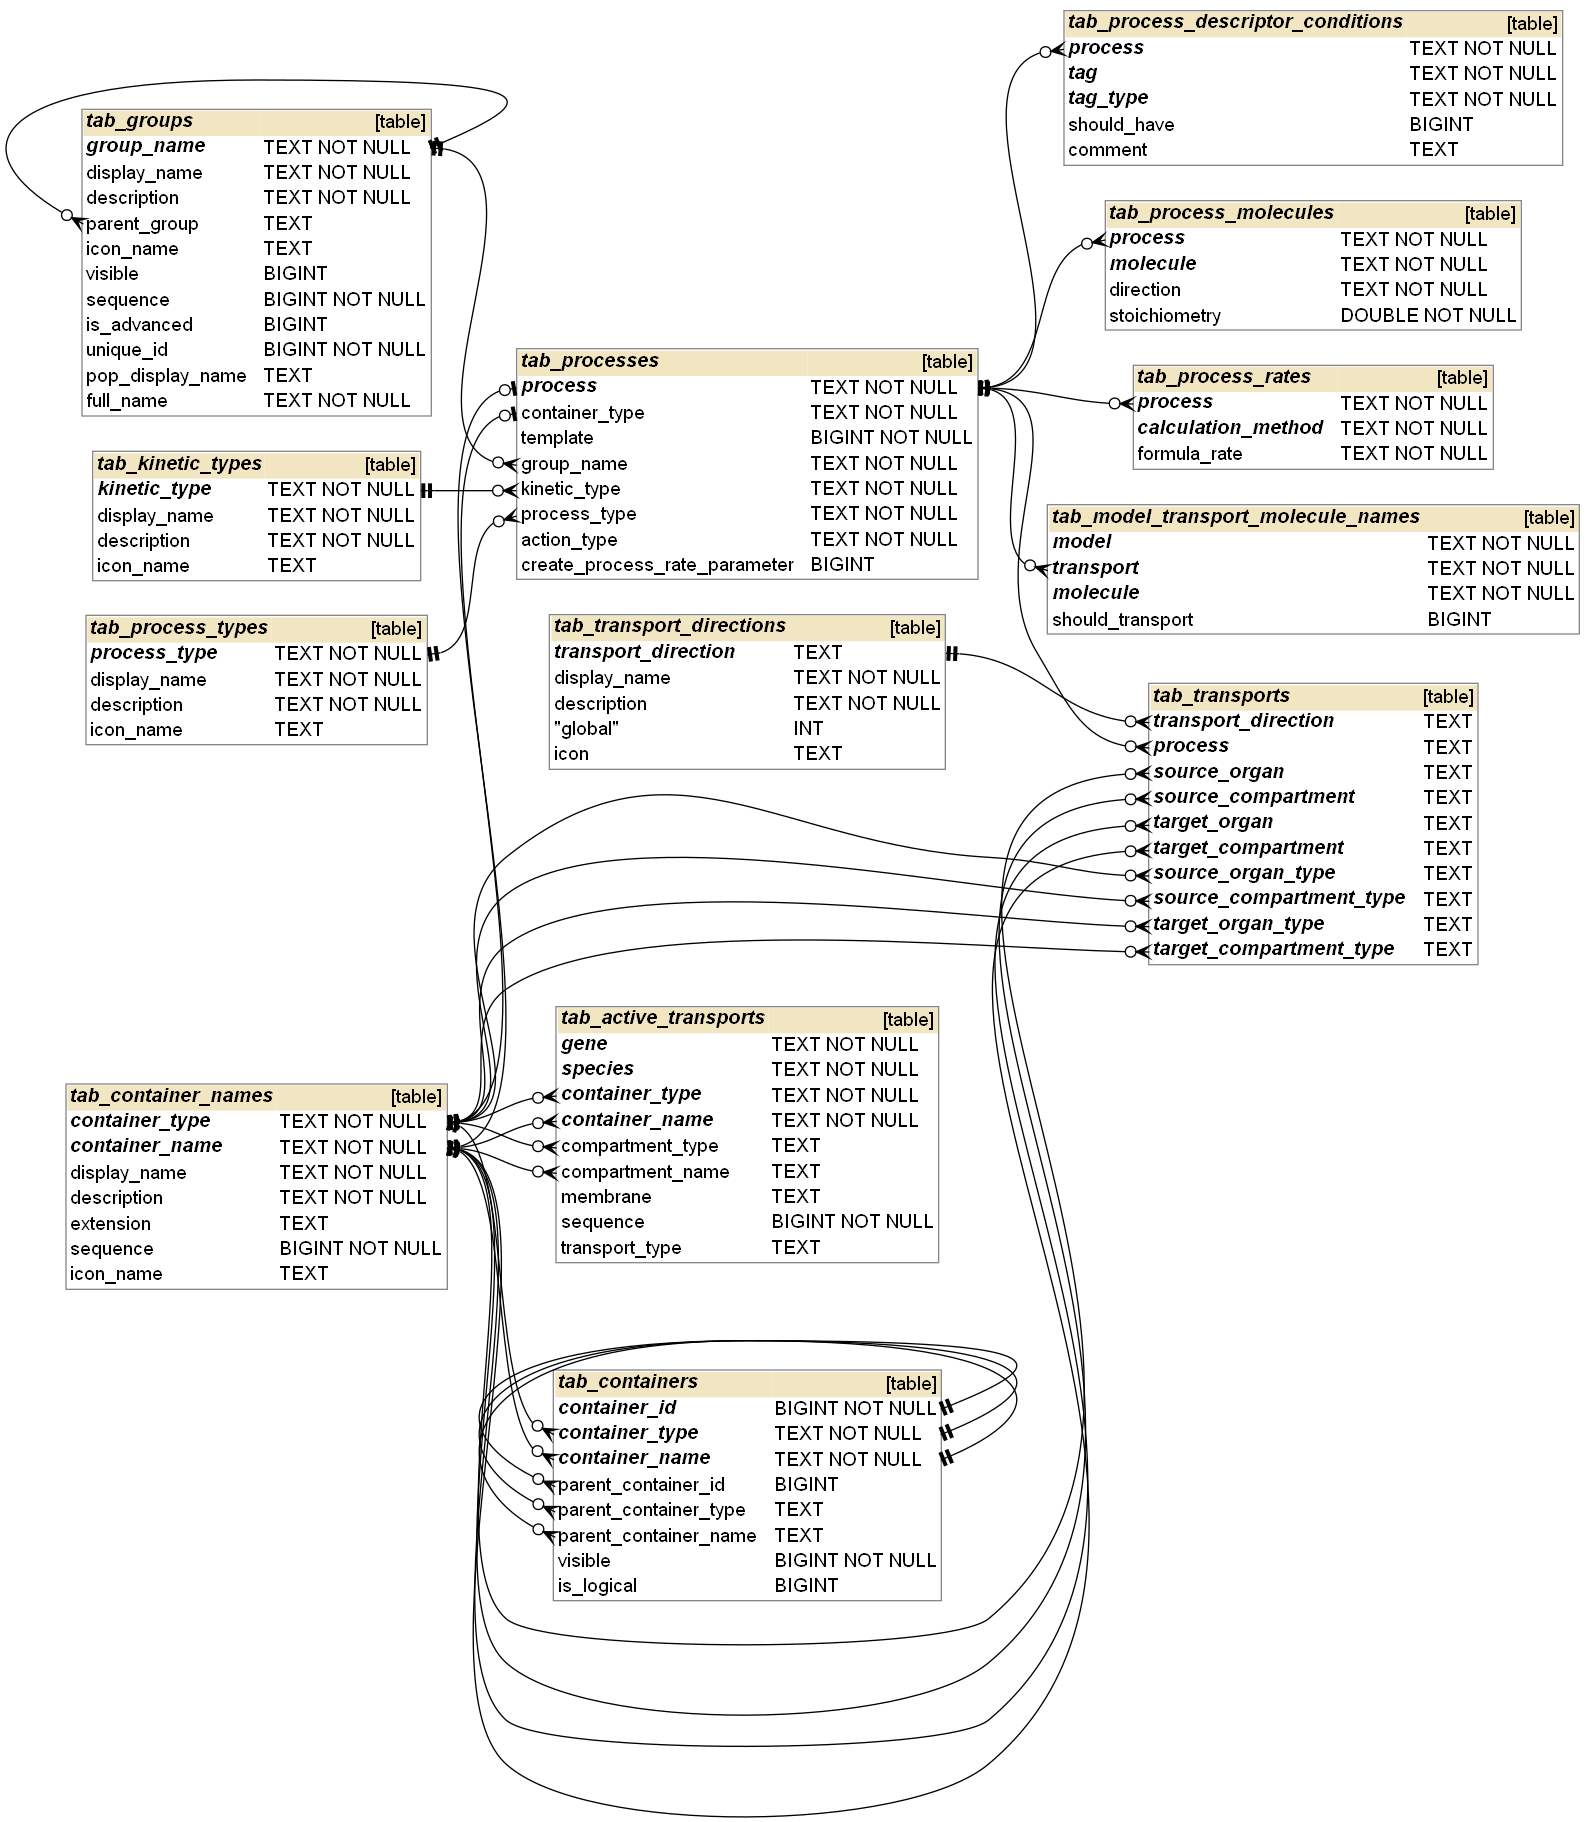 tab_process_descriptor_conditions [table]
process TEXT NOT NULL
tag TEXT NOT NULL
tag_type TEXT NOT NULL
should_have BIGINT
comment TEXT
tab_groups [table]
group_name TEXT NOT NULL
display_name TEXT NOT NULL
description TEXT NOT NULL
parent_group TEXT
icon_name TEXT
visible BIGINT
sequence BIGINT NOT NULL
is_advanced BIGINT
unique_id BIGINT NOT NULL
pop_display_name TEXT
full_name TEXT NOT NULL
tab_process_molecules [table]
process TEXT NOT NULL
molecule TEXT NOT NULL
direction TEXT NOT NULL
stoichiometry DOUBLE NOT NULL
tab_processes [table]
process TEXT NOT NULL
container_type TEXT NOT NULL
template BIGINT NOT NULL
group_name TEXT NOT NULL
kinetic_type TEXT NOT NULL
process_type TEXT NOT NULL
action_type TEXT NOT NULL
create_process_rate_parameter BIGINT
tab_process_rates [table]
process TEXT NOT NULL
calculation_method TEXT NOT NULL
formula_rate TEXT NOT NULL
tab_kinetic_types [table]
kinetic_type TEXT NOT NULL
display_name TEXT NOT NULL
description TEXT NOT NULL
icon_name TEXT
tab_model_transport_molecule_names [table]
model TEXT NOT NULL
transport TEXT NOT NULL
molecule TEXT NOT NULL
should_transport BIGINT
tab_process_types [table]
process_type TEXT NOT NULL
display_name TEXT NOT NULL
description TEXT NOT NULL
icon_name TEXT
tab_transport_directions [table]
transport_direction TEXT
display_name TEXT NOT NULL
description TEXT NOT NULL
"global" INT
icon TEXT
tab_transports [table]
transport_direction TEXT
process TEXT
source_organ TEXT
source_compartment TEXT
target_organ TEXT
target_compartment TEXT
source_organ_type TEXT
source_compartment_type TEXT
target_organ_type TEXT
target_compartment_type TEXT
tab_active_transports [table]
gene TEXT NOT NULL
species TEXT NOT NULL
container_type TEXT NOT NULL
container_name TEXT NOT NULL
compartment_type TEXT
compartment_name TEXT
membrane TEXT
sequence BIGINT NOT NULL
transport_type TEXT
tab_container_names [table]
container_type TEXT NOT NULL
container_name TEXT NOT NULL
display_name TEXT NOT NULL
description TEXT NOT NULL
extension TEXT
sequence BIGINT NOT NULL
icon_name TEXT
tab_containers [table]
container_id BIGINT NOT NULL
container_type TEXT NOT NULL
container_name TEXT NOT NULL
parent_container_id BIGINT
parent_container_type TEXT
parent_container_name TEXT
visible BIGINT NOT NULL
is_logical BIGINT